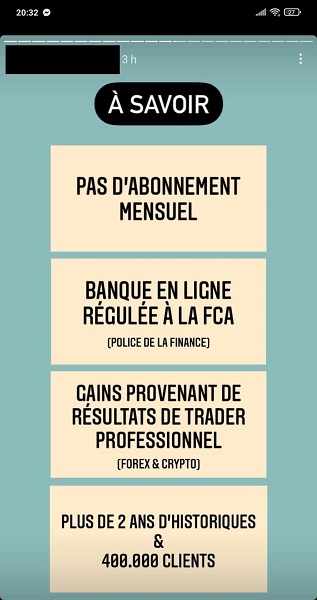 20:32
27
3 h
À SAVOIR
PAS D'ABONNEMENT
MENSUEL
BANQUE EN LIGNE
RÉGULÉE À LA FCA
(POLICE DE LA FINANCE)
GAINS PROVENANT DE
RÉSULTATS DE TRADER
PROFESSIONNEL
(FOREX & CRYPTO)
PLUS DE 2 ANS D'HISTORIQUES
&
400.000 CLIENTS